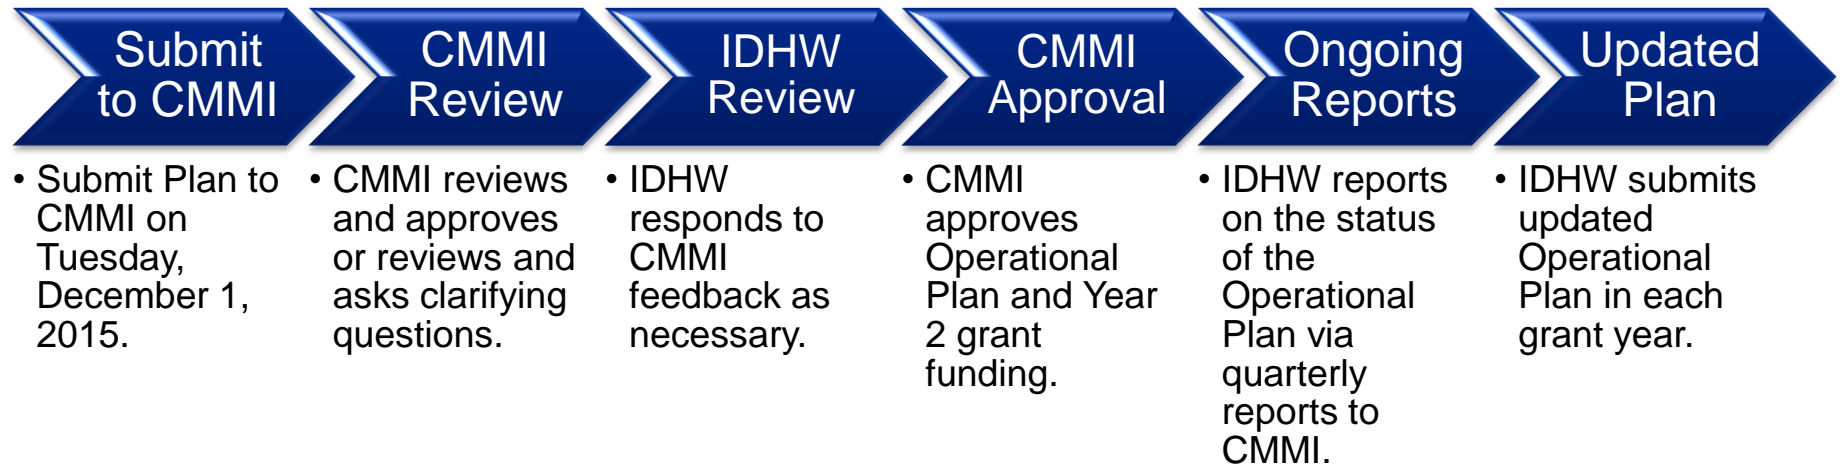 Submit
to CMMI
• Submit Plan to
CMMI on
Tuesday,
December 1,
2015.
CMMI
Review
• CMMI reviews
and approves
or reviews and
asks clarifying
questions.
IDHW
Review
• IDHW
responds to
CMMI
feedback as
necessary.
CMMI
Approval
• CMMI
approves
Operational
Plan and Year
2 grant
funding.
Ongoing
Reports
• IDHW reports
on the status
of the
Operational
Plan via
quarterly
reports to
CMMI.
Updated
Plan
• IDHW submits
updated
Operational
Plan in each
grant year.